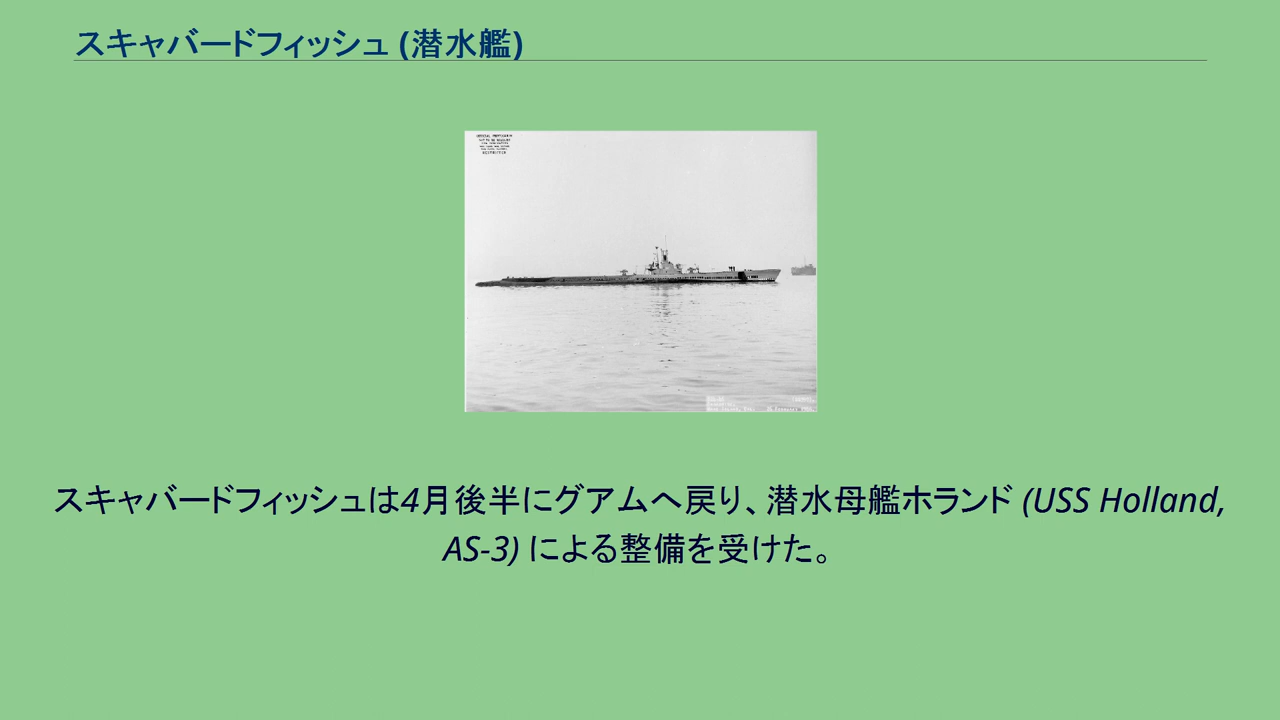 スキャバードフィッシュ (潜水艦)
スキャバードフィッシュは4月後半にグアムへ戻り、潜水母艦ホランド (USS Holland,
AS-3) による整備を受けた。